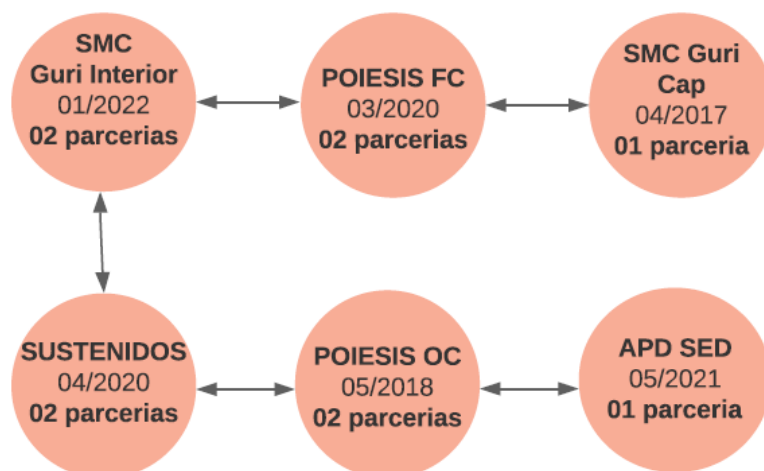 SMC
Guri Interior
01/2022
02 parcerias
POIESIS FC
03/2020
02 parcerias
SMC Guri
Cap
04/2017
01 parceria
SUSTENIDOS
04/2020
02 parcerias
POIESIS OC
05/2018
02 parcerias
APD SED
05/2021
01 parceria